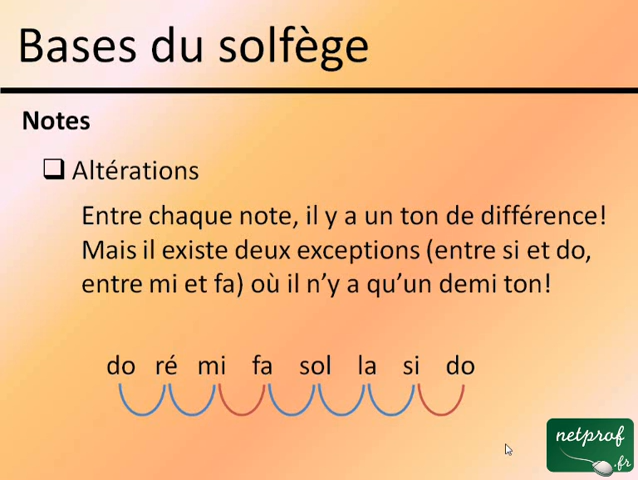 Bases du solfège
Notes
Altérations
Entre chaque note, il y a un ton de différence!
Mais il existe deux exceptions (entre si et do,
entre mi et fa) où il n'y a qu'un demi ton!
do ré mi fa sol la si do
netprof
.fr